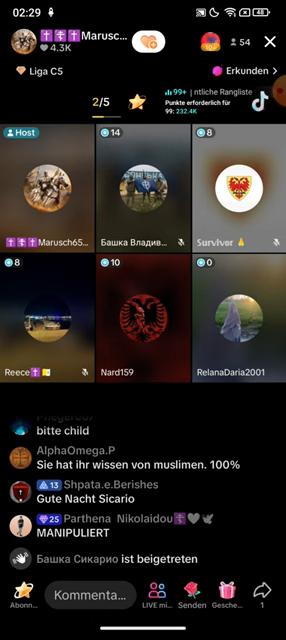 02:29
48
✝️☦️✝️Marusch...
4.3K
54
Liga C5
Erkunden >
2/5
99+ | ntliche Rangliste
Punkte erforderlich für
99: 232.4K
Host
14
8
✝️☦️✝️Marusch65...
Башка Владив...
Survivor 🙏
8
10
0
Reece✝️🇻🇦
Nard159
RelanaDaria2001
bitte child
AlphaOmega.P
Sie hat ihr wissen von muslimen. 100%
13 Shpata.e.Berishes
Gute Nacht Sicario
25 Parthena Nikolaidou☦️🩶🕊️
MANIPULIERT
Башка Сикарио ist beigetreten
Abonn...
Kommenta...
LIVE mi...
Senden
Gesche...
1